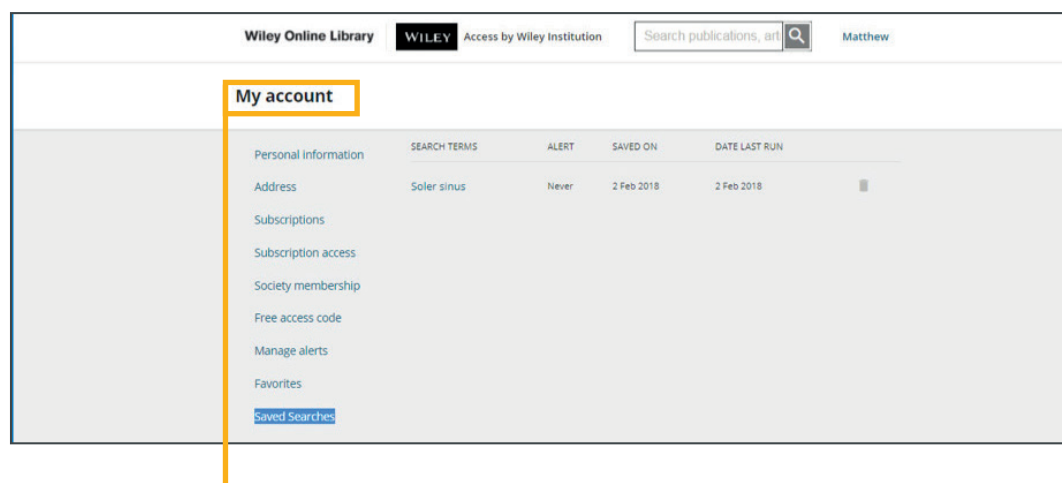 Wiley Online Library WILEY Access by Wiley Institution Search publications, art Matthew
My account
Personal information
Address
Subscriptions
Subscription access
Society membership
Free access code
Manage alerts
Favorites
Saved Searches
SEARCH TERMS ALERT SAVED ON DATE LAST RUN
Soler sinus Never 2 Feb 2018 2 Feb 2018